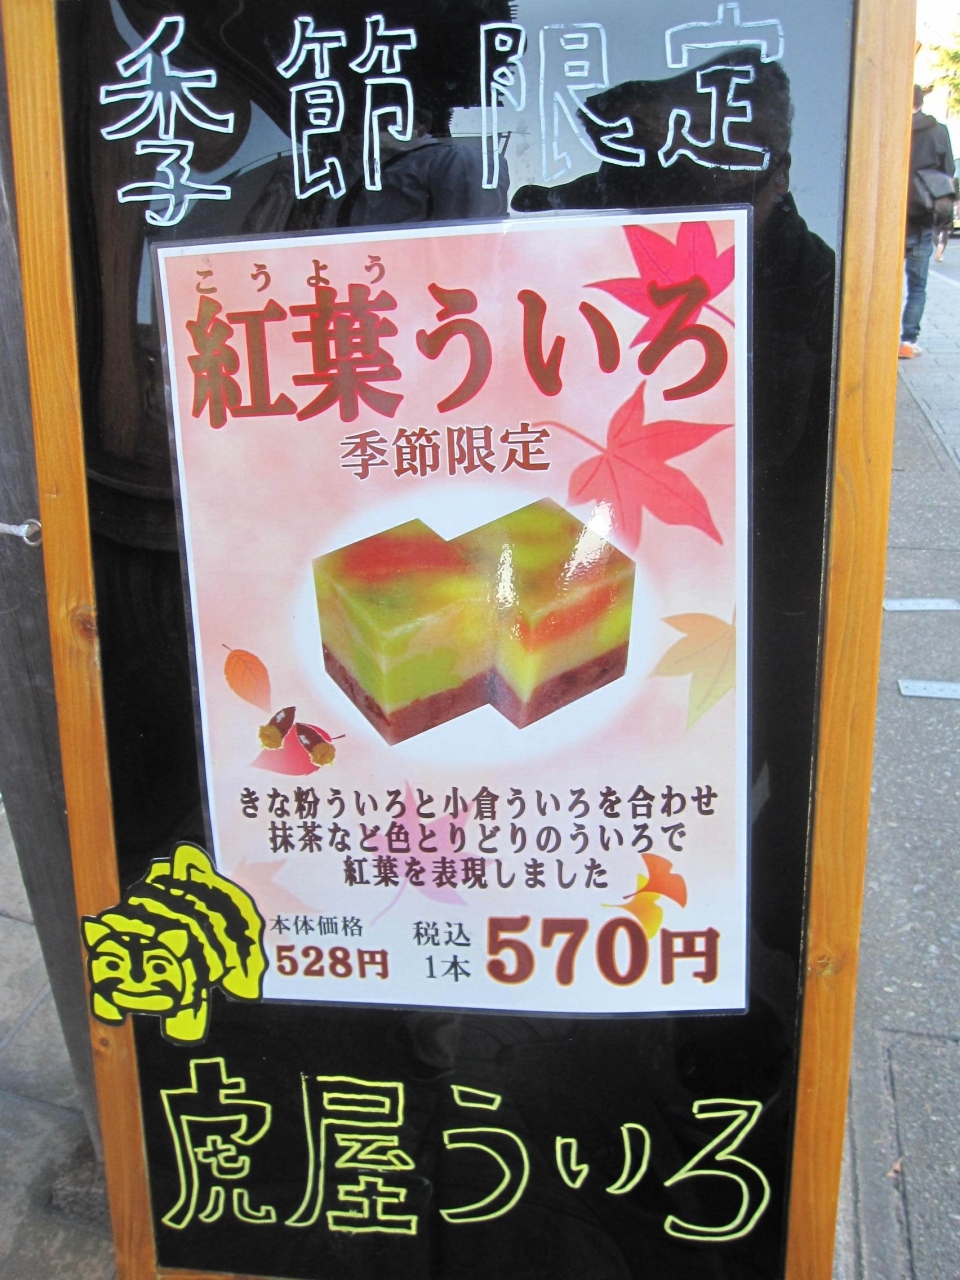 季節限定
こうよう
紅葉ういろ
季節限定
きな粉ういろと小倉ういろを合わせ
抹茶など色とりどりのういろで
紅葉を表現しました
本体価格
528円
税込
1本
570円
虎屋ういろ